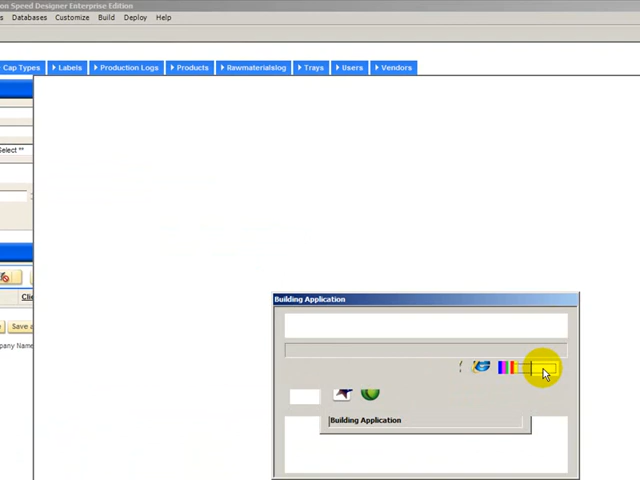 on Speed Designer Enterprise Edition
s Databases Customize Build Deploy Help
Cap Types Labels Production Logs Products Rawmaterialslog Trays Users Vendors
Select **
Clie
Save a
pany Name
Building Application
Building Application